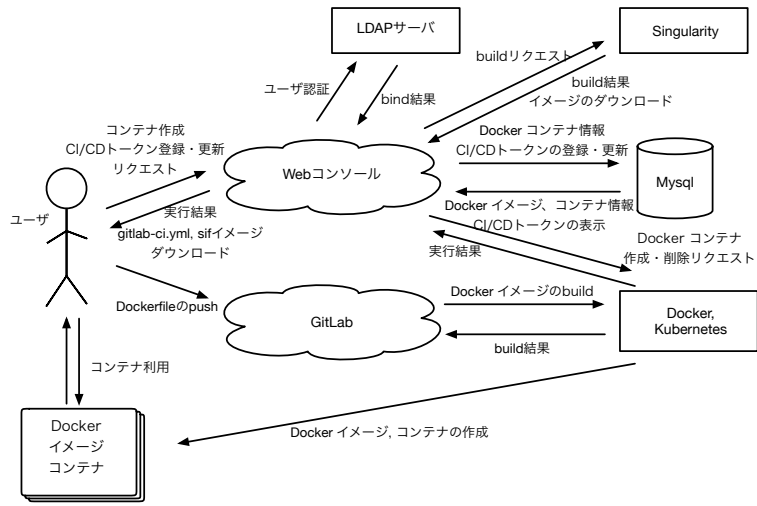 LDAPサーバ
Singularity
buildリクエスト
ユーザ認証
bind結果
build結果
イメージのダウンロード
コンテナ作成
CI/CDトークン登録・更新
リクエスト
Docker コンテナ情報
CI/CDトークンの登録・更新
Webコンソール
Mysql
ユーザ
実行結果
gitlab-ci.yml, sifイメージ
ダウンロード
Docker イメージ、コンテナ情報
CI/CDトークンの表示
実行結果
Docker コンテナ
作成・削除リクエスト
Dockerfileのpush
GitLab
Docker イメージのbuild
build結果
Docker,
Kubernetes
コンテナ利用
Docker
イメージ
コンテナ
Docker イメージ, コンテナの作成